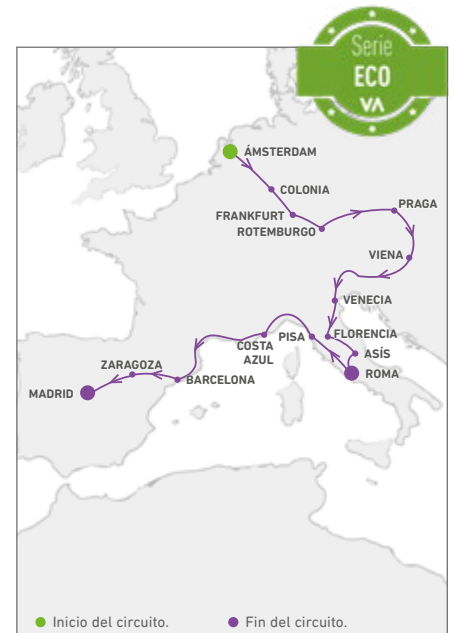 Serie
ECO
VA
ÁMSTERDAM
COLONIA
PRAGA
FRANKFURT
ROTEMBURGO
VIENA
VENECIA
FLORENCIA
PISA
COSTA
AZUL
ASÍS
ZARAGOZA
ROMA
BARCELONA
MADRID
Inicio del circuito.
Fin del circuito.